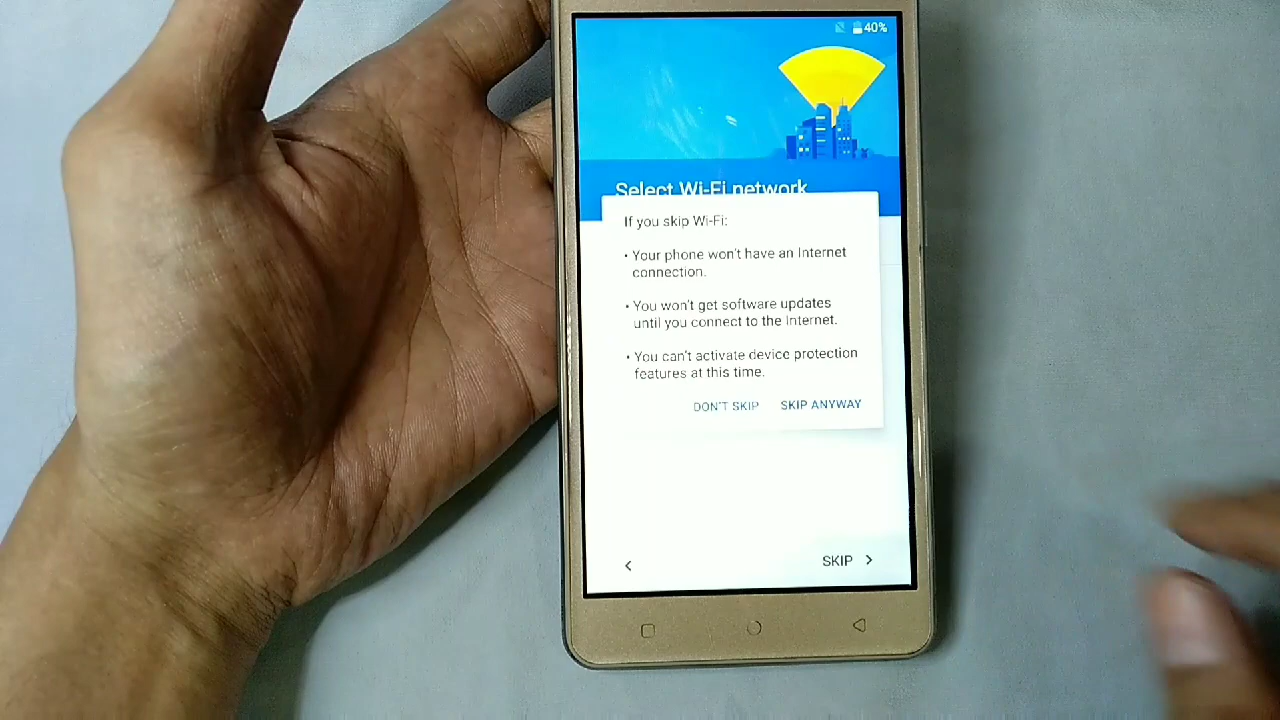 40%
Select Wi-Fi network
If you skip Wi-Fi:
• Your phone won't have an Internet
connection.
• You won't get software updates
until you connect to the Internet.
• You can't activate device protection
features at this time.
DON'T SKIP SKIP ANYWAY
SKIP